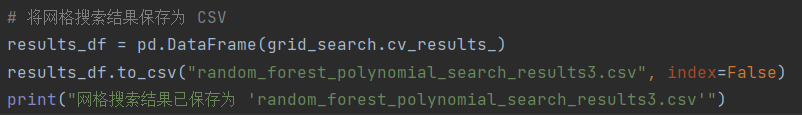 # 将网格搜索结果保存为 CSV
results_df = pd.DataFrame(grid_search.cv_results_)
results_df.to_csv("random_forest_polynomial_search_results3.csv", index=False)
print("网格搜索结果已保存为 'random_forest_polynomial_search_results3.csv'")